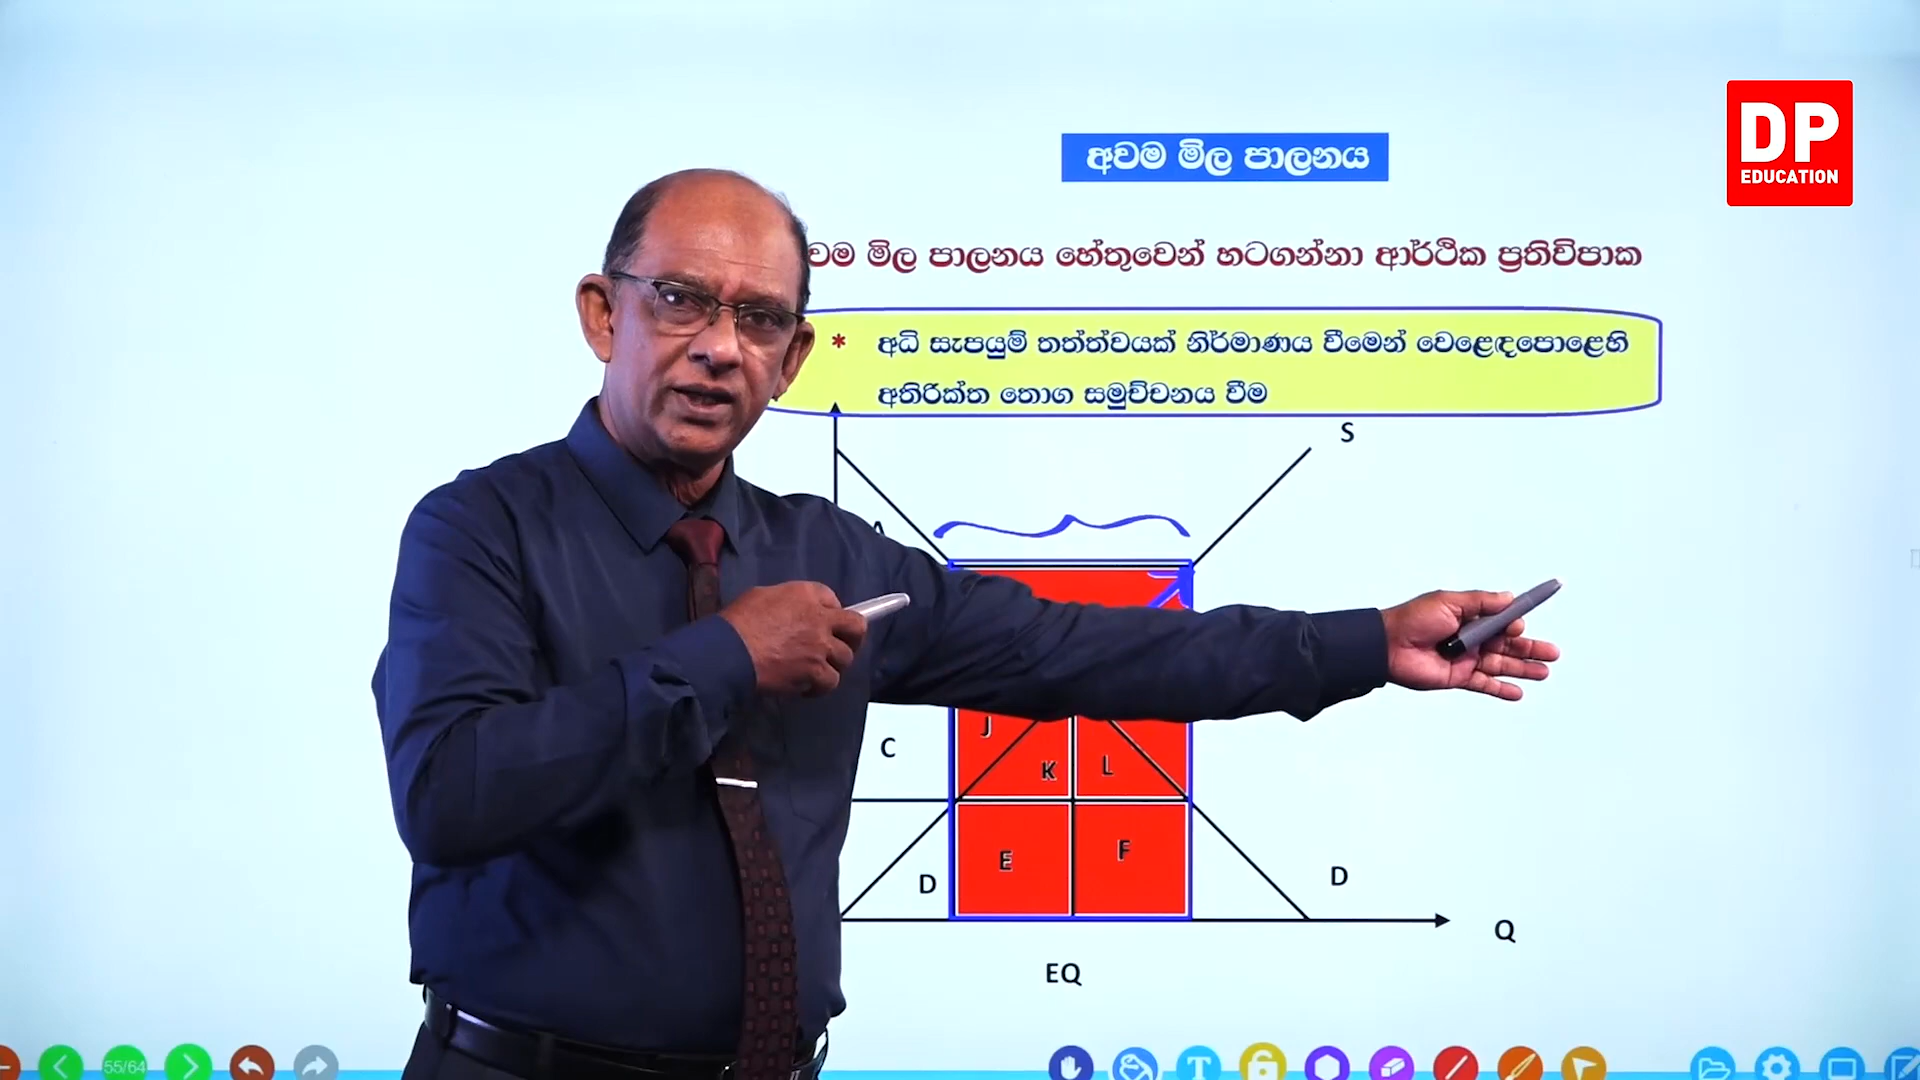 DP
EDUCATION
අවම මිල පාලනය
මිල පාලනය හේතුවෙන් හටගන්නා ආර්ථික ප්‍රතිවිපාක
* අධි සැපයුම් තත්ත්වයක් නිර්මාණය වීමෙන් වෙළෙඳපොළෙහි
අතිරික්ත තොග සමුච්චනය වීම
S
A
J
C
K
L
E
F
D
D
Q
EQ
55/64
T